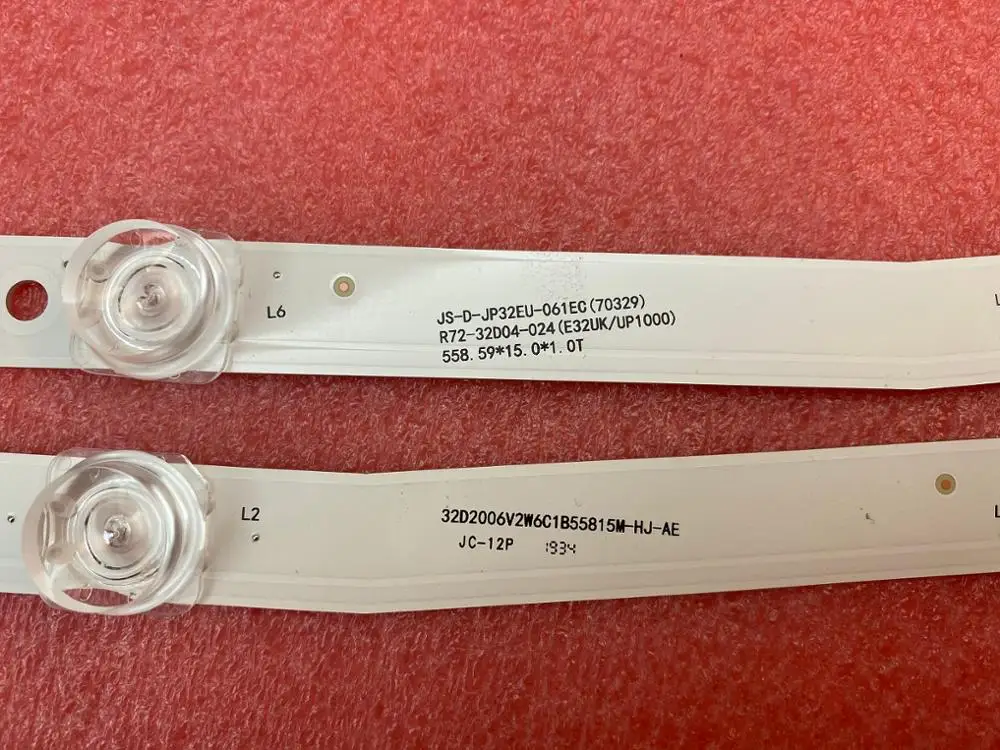 L6
JS-D-JP32EU-061EC(70329)
R72-32D04-024(E32UK/UP1000)
558.59*15.0*1.0T
L
L2
32D2006V2W6C1B55815M-HJ-AE
JC-12P 1934
L